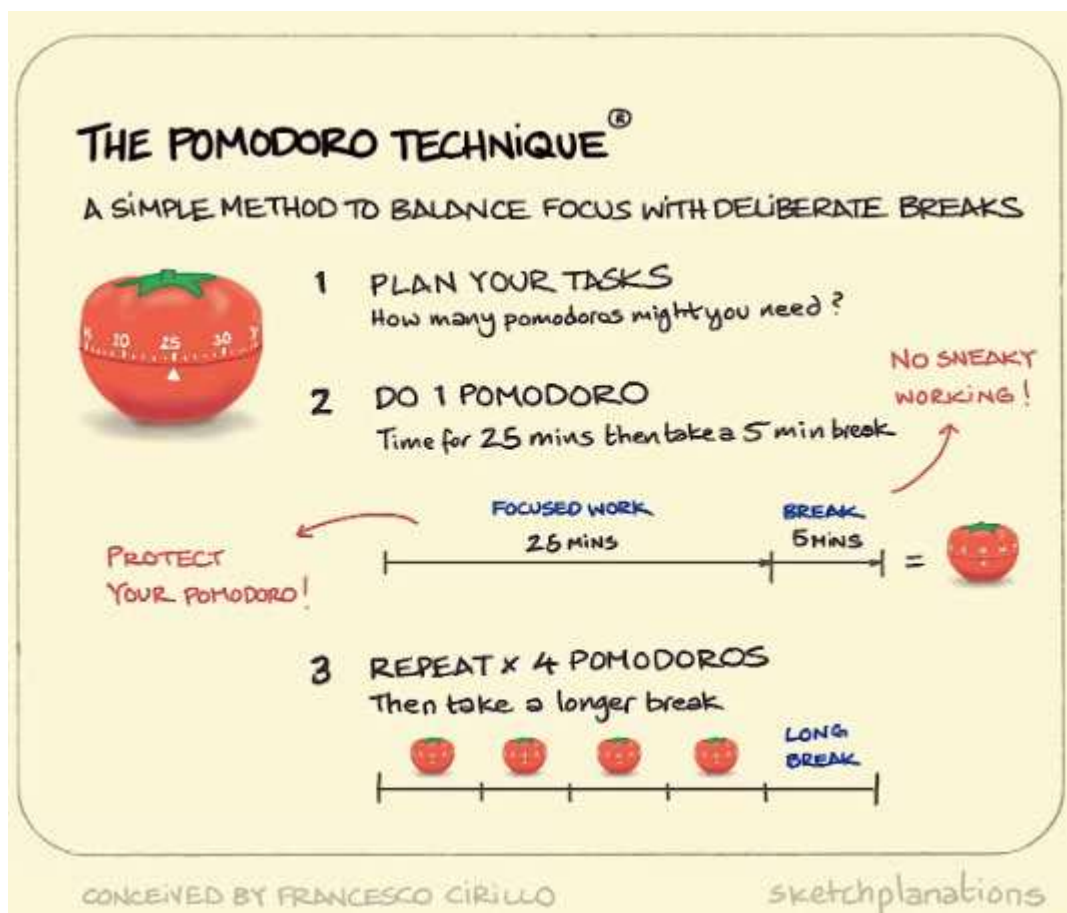 THE POMODORO TECHNIQUE®
A SIMPLE METHOD TO BALANCE FOCUS WITH DELIBERATE BREAKS
1 PLAN YOUR TASKS
How many pomodoros might you need?
20 25 30
2 DO 1 POMODORO
Time for 25 mins then take a 5 min break
NO SNEAKY
WORKING!
FOCUSED WORK
25 MINS
BREAK
5 MINS
=
PROTECT
YOUR POMODORO!
3 REPEAT x 4 POMODOROS
Then take a longer break
LONG
BREAK
CONCEIVED BY FRANCESCO CIRILLO
sketchplanations